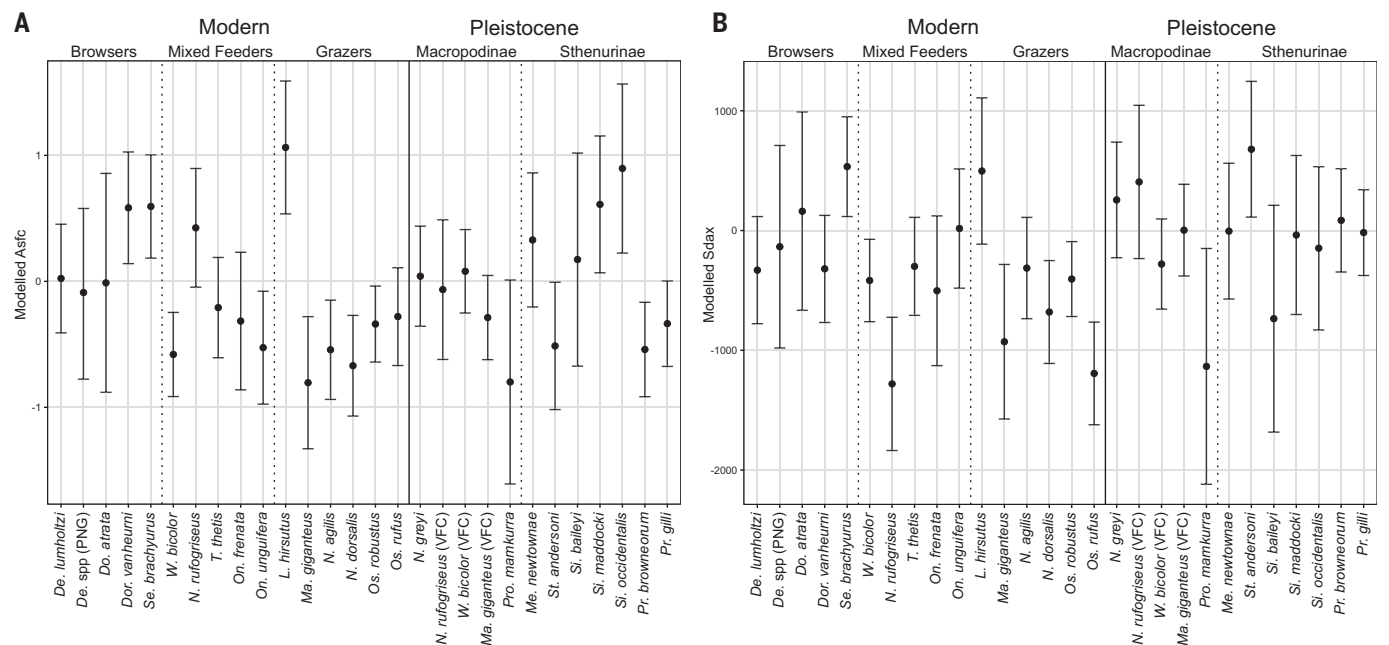 A
Modern
Pleistocene
Browsers
Mixed Feeders
Grazers
Macropodinae
Sthenurinae
Modelled Asfc
1
0
-1
De. lumholtzi
De. spp (PNG)
Do. atrata
Dor. vanheurni
Se. brachyurus
W. bicolor
N. rufogriseus
T. thetis
On. frenata
On. unguifera
L. hirsutus
Ma. giganteus
N. agilis
N. dorsalis
Os. robustus
Os. rufus
N. greyi
N. rufogriseus (VFC)
W. bicolor (VFC)
Ma. giganteus (VFC)
Pro. mamkurra
Me. newtownae
St. andersoni
Si. baileyi
Si. maddocki
Si. occidentalis
Pr. browneorum
Pr. gilli
B
Modern
Pleistocene
Browsers
Mixed Feeders
Grazers
Macropodinae
Sthenurinae
Modelled Sdax
1000
0
-1000
-2000
De. lumholtzi
De. spp (PNG)
Do. atrata
Dor. vanheurni
Se. brachyurus
W. bicolor
N. rufogriseus
T. thetis
On. frenata
On. unguifera
L. hirsutus
Ma. giganteus
N. agilis
N. dorsalis
Os. robustus
Os. rufus
N. greyi
N. rufogriseus (VFC)
W. bicolor (VFC)
Ma. giganteus (VFC)
Pro. mamkurra
Me. newtownae
St. andersoni
Si. baileyi
Si. maddocki
Si. occidentalis
Pr. browneorum
Pr. gilli